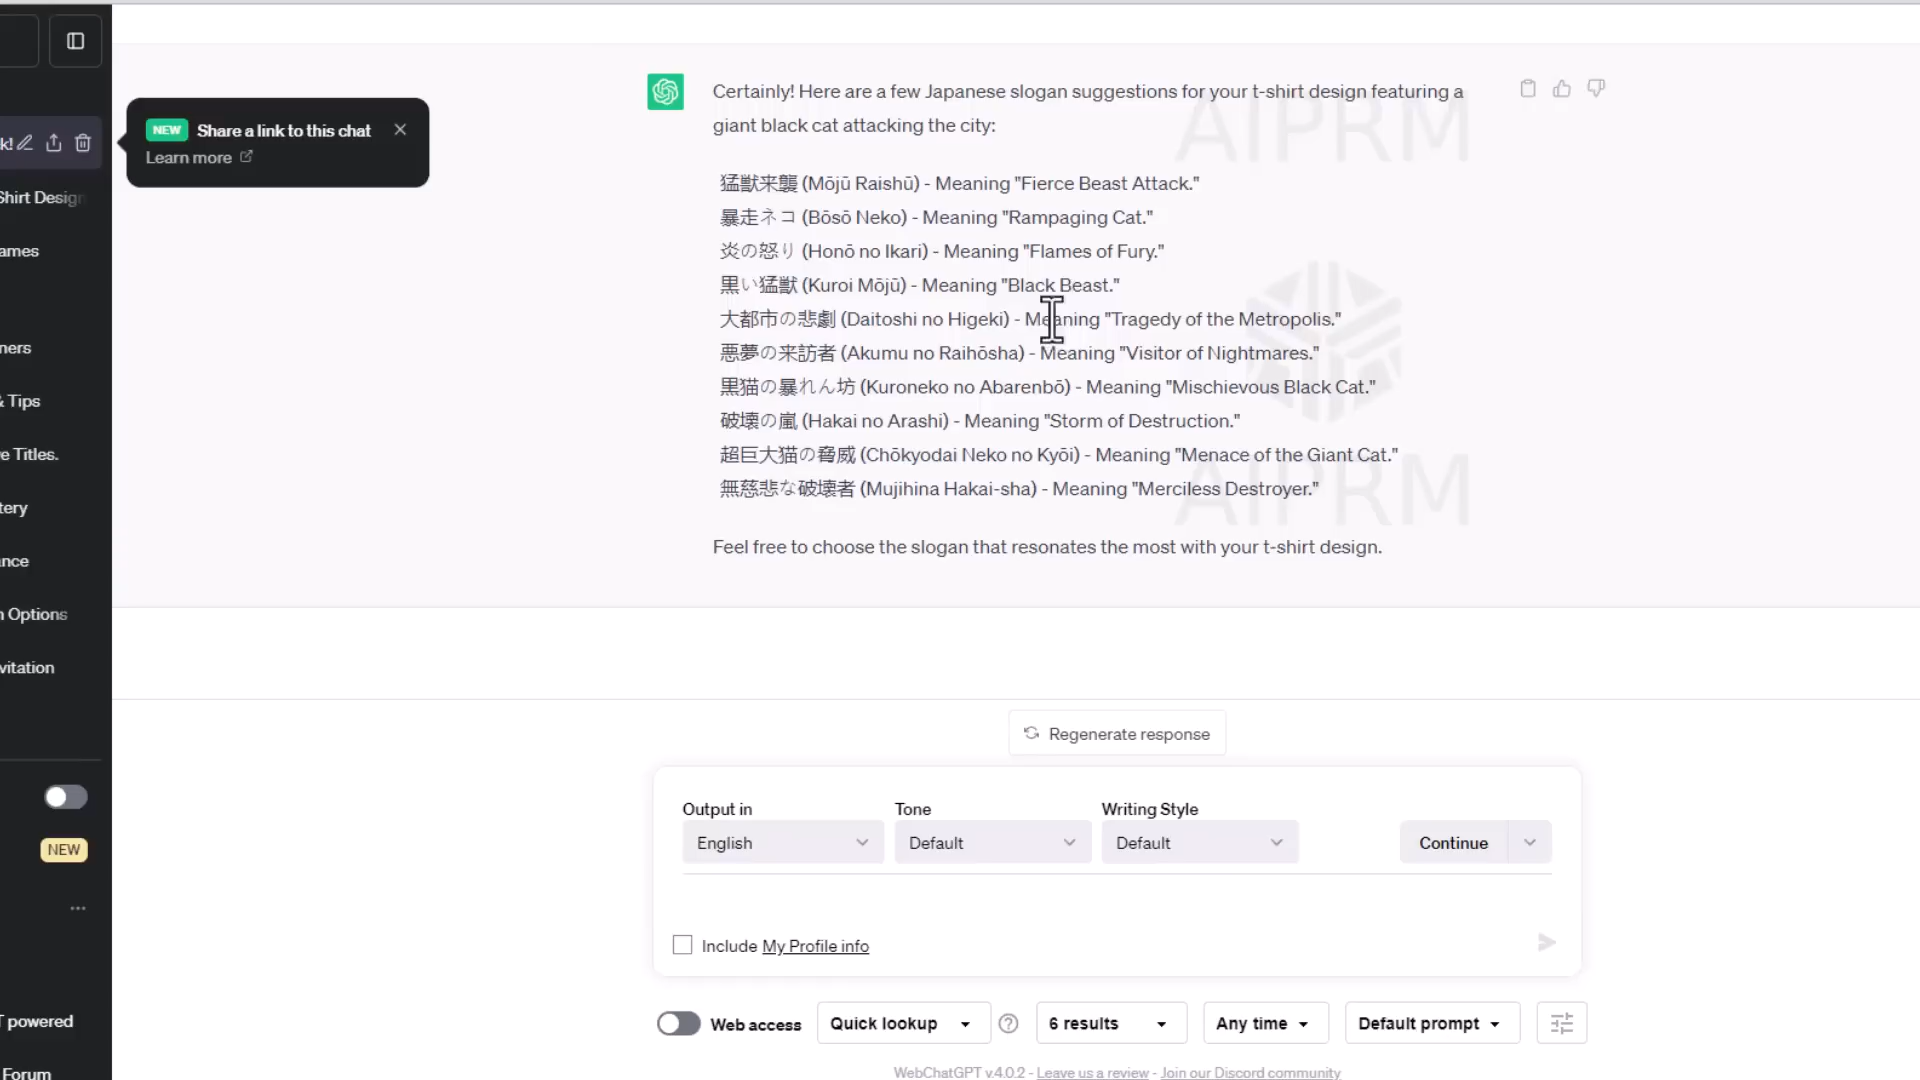 Certainly! Here are a few Japanese slogan suggestions for your t-shirt design featuring a
giant black cat attacking the city:
NEW Share a link to this chat
Learn more
k!
Shirt Design
ames
ners
& Tips
e Titles.
tery
nce
n Options
vitation
NEW
T powered
Forum
猛獣来襲 (Mōjū Raishū) - Meaning "Fierce Beast Attack."
暴走ネコ (Bōsō Neko) - Meaning "Rampaging Cat."
炎の怒り (Honō no Ikari) - Meaning "Flames of Fury."
黒い猛獣 (Kuroi Mōjū) - Meaning "Black Beast."
大都市の悲劇 (Daitoshi no Higeki) - Meaning "Tragedy of the Metropolis."
悪夢の来訪者 (Akumu no Raihōsha) - Meaning "Visitor of Nightmares."
黒猫の暴れん坊 (Kuroneko no Abarenbō) - Meaning "Mischievous Black Cat."
破壊の嵐 (Hakai no Arashi) - Meaning "Storm of Destruction."
超巨大猫の脅威 (Chōkyodai Neko no Kyōi) - Meaning "Menace of the Giant Cat."
無慈悲な破壊者 (Mujihina Hakai-sha) - Meaning "Merciless Destroyer."
Feel free to choose the slogan that resonates the most with your t-shirt design.
AIPRM
AIPRM
Regenerate response
Output in Tone Writing Style
English Default Default Continue
Include My Profile info
Web access Quick lookup 6 results Any time Default prompt
WebChatGPT v.4.0.2 - Leave us a review - Join our Discord community